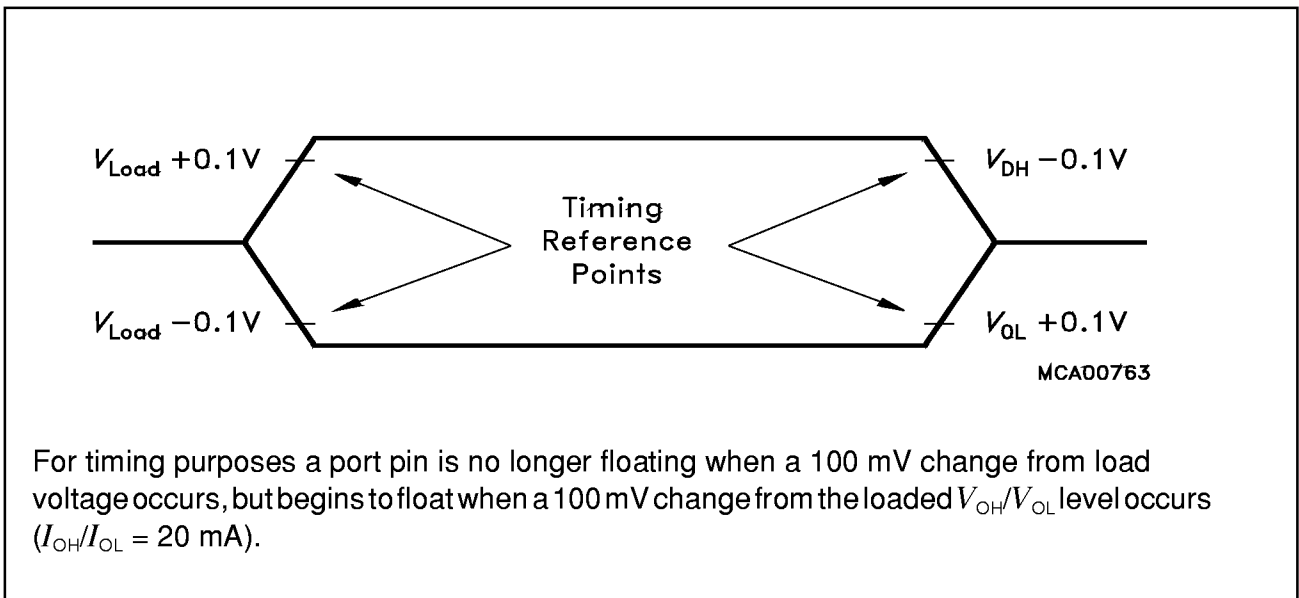 V_Load +0.1V
V_DH −0.1V
Timing
Reference
Points
V_Load −0.1V
V_OL +0.1V
MCA00763
For timing purposes a port pin is no longer floating when a 100 mV change from load
voltage occurs, but begins to float when a 100 mV change from the loaded V_OH/V_OL level occurs
(I_OH/I_OL = 20 mA).